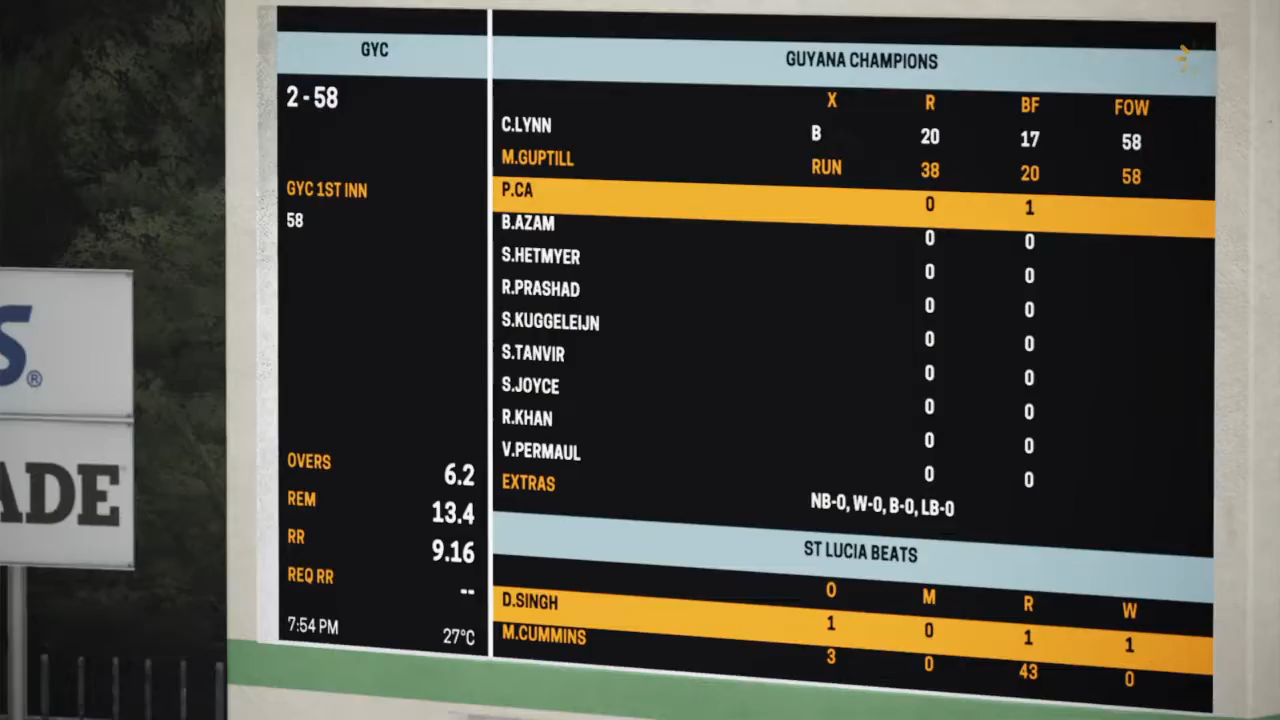 GYC
2 - 58
GYC 1ST INN
58
OVERS 6.2
REM 13.4
RR 9.16
REQ RR --
7:54 PM 27°C
GUYANA CHAMPIONS
X R BF FOW
C.LYNN B 20 17 58
M.GUPTILL RUN 38 20 58
P.CA 0 1
B.AZAM 0 0
S.HETMYER 0 0
R.PRASHAD 0 0
S.KUGGELEIJN 0 0
S.TANVIR 0 0
S.JOYCE 0 0
R.KHAN 0 0
V.PERMAUL 0 0
EXTRAS NB-0, W-0, B-0, LB-0
ST LUCIA BEATS
O M R W
D.SINGH 1 0 1 1
M.CUMMINS 3 0 43 0
S®
ADE